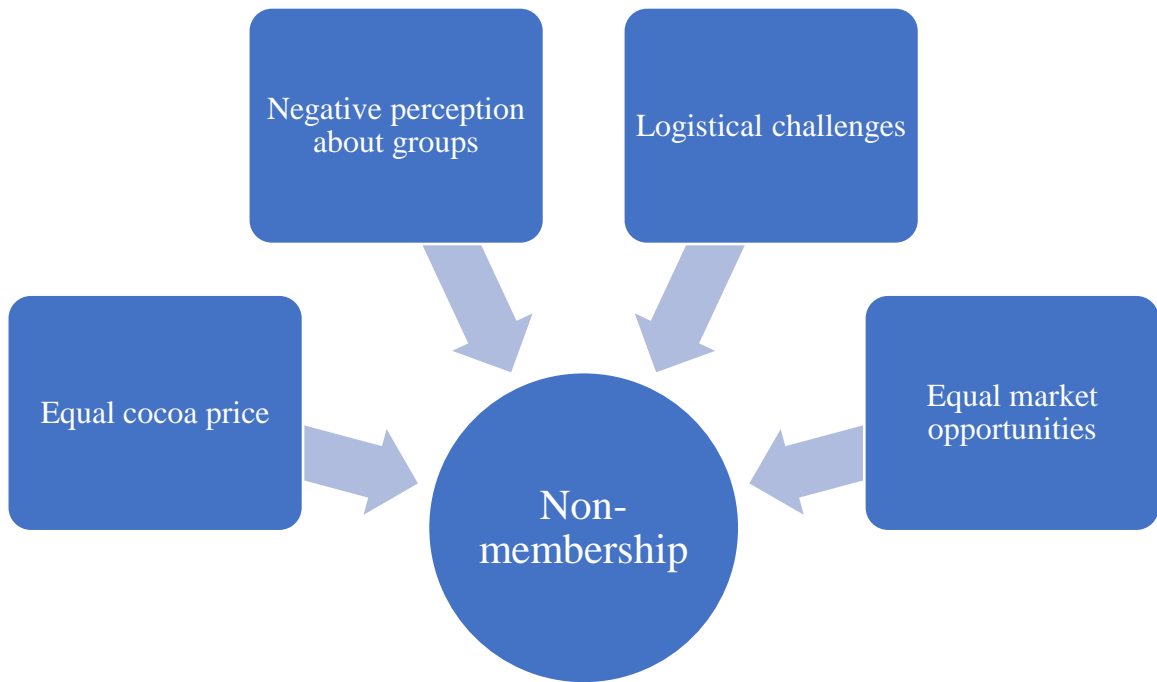 Negative perception
about groups
Logistical challenges
Equal cocoa price
Equal market
opportunities
Non-
membership